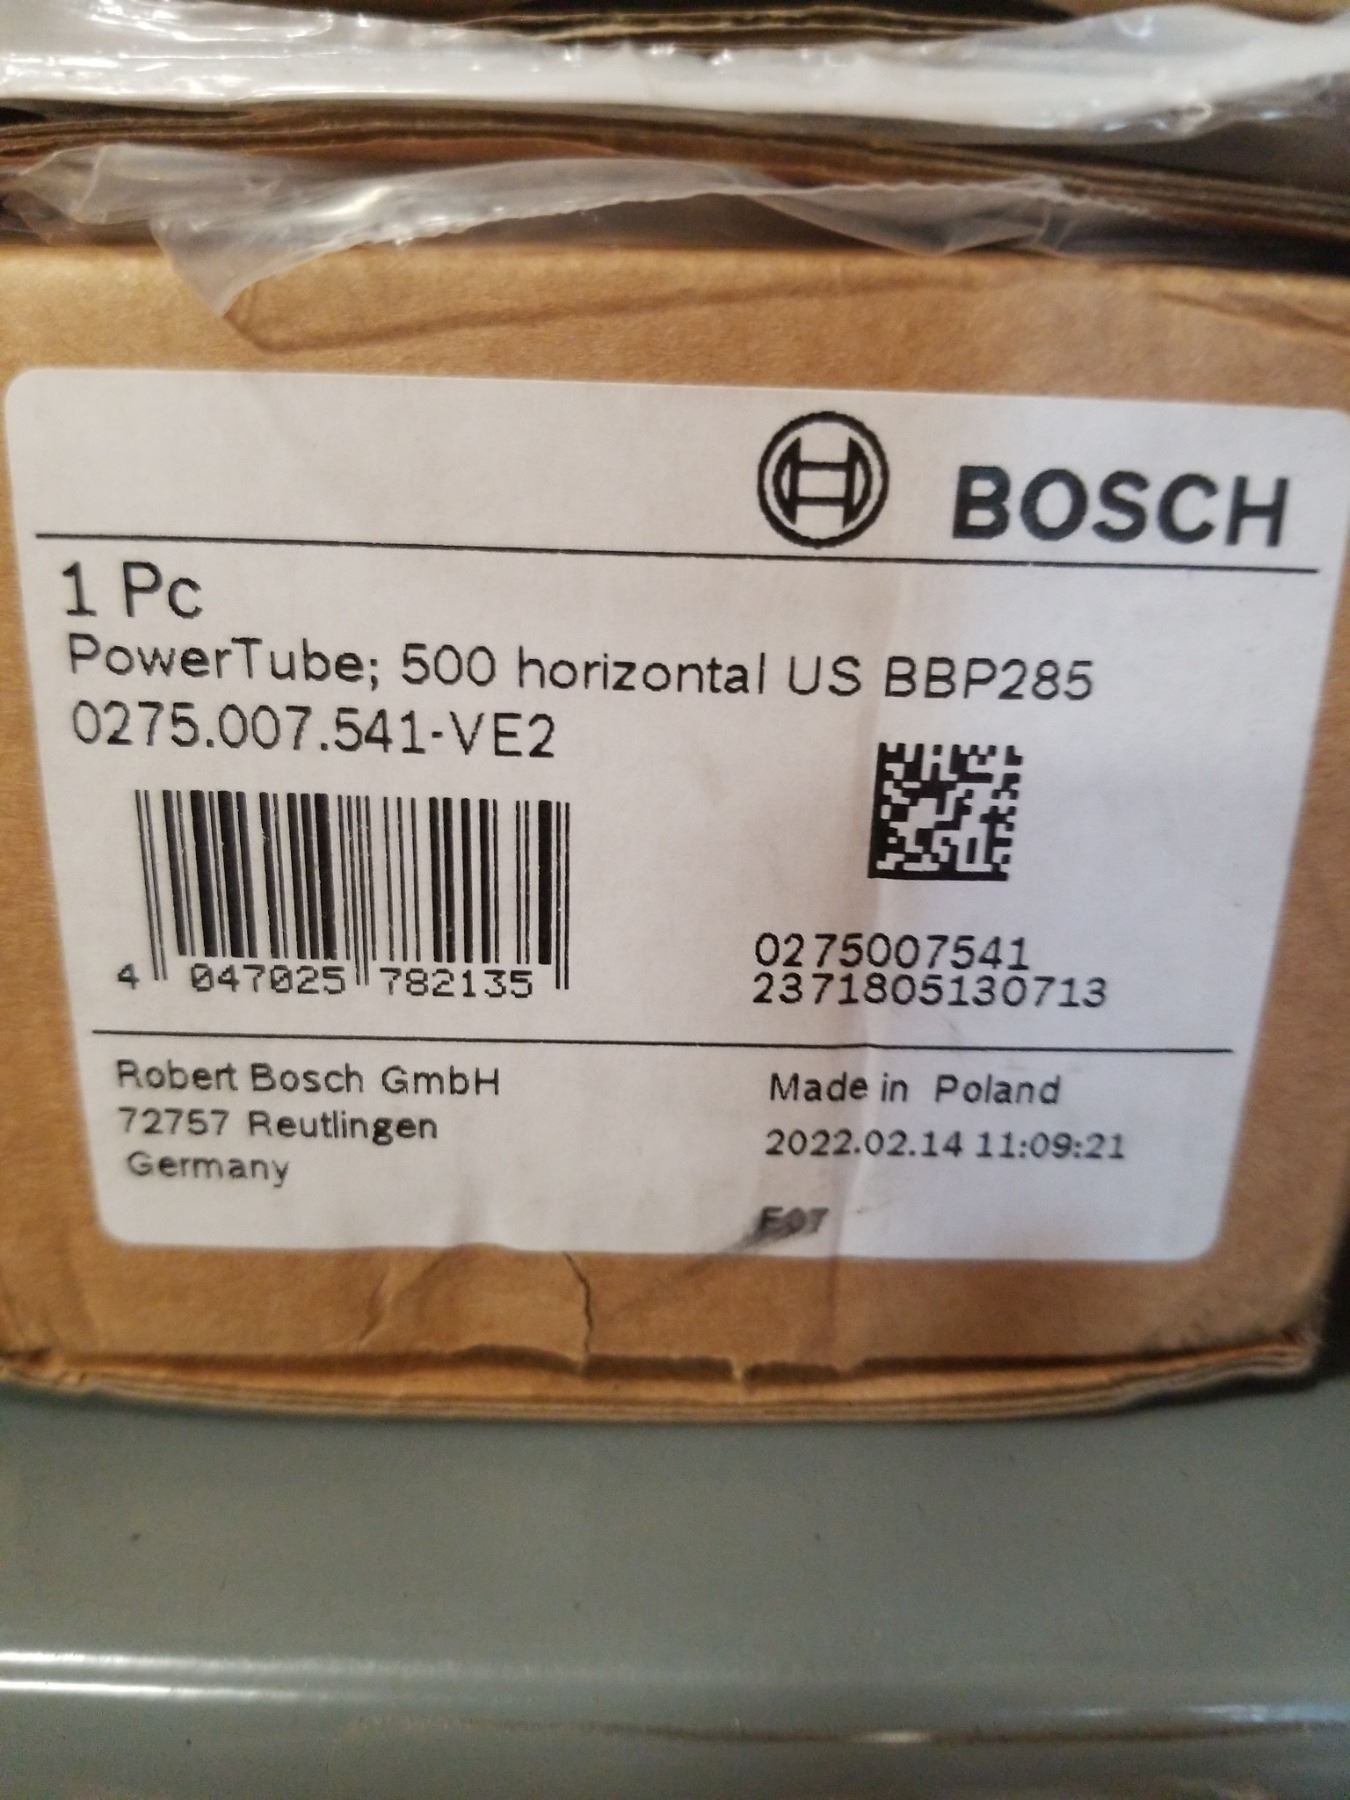 BOSCH
1 Pc
PowerTube; 500 horizontal US BBP285
0275.007.541-VE2
4 047025 782135
0275007541
2371805130713
Robert Bosch GmbH
72757 Reutlingen
Germany
Made in Poland
2022.02.14 11:09:21